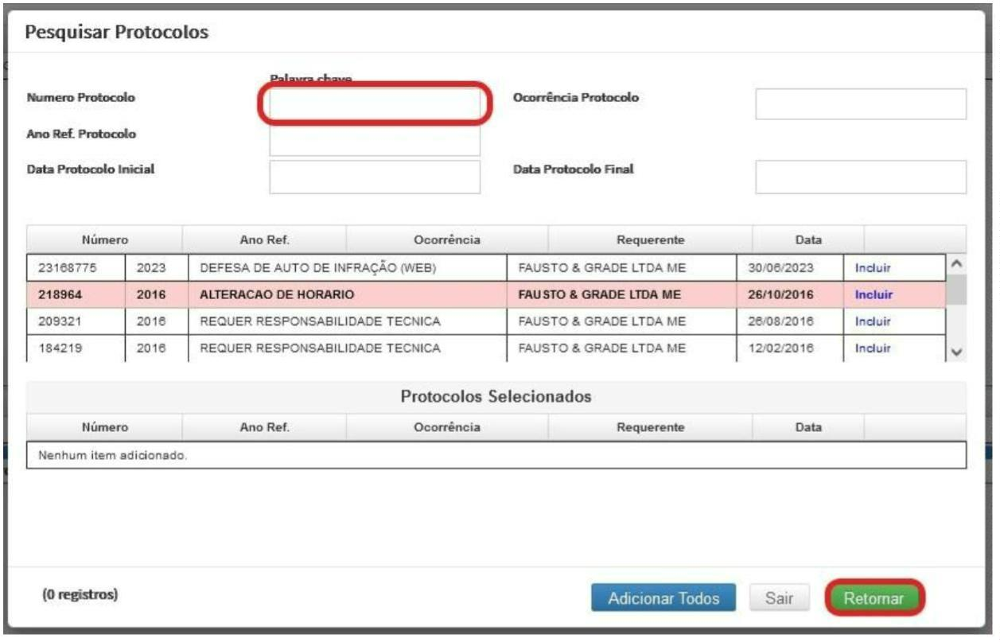 Pesquisar Protocolos
Palavra chave
Numero Protocolo
Ocorrência Protocolo
Ano Ref. Protocolo
Data Protocolo Inicial
Data Protocolo Final
Número Ano Ref. Ocorrência Requerente Data
23168775 2023 DEFESA DE AUTO DE INFRAÇÃO (WEB) FAUSTO & GRADE LTDA ME 30/06/2023 Incluir
218964 2016 ALTERACAO DE HORARIO FAUSTO & GRADE LTDA ME 26/10/2016 Incluir
209321 2016 REQUER RESPONSABILIDADE TECNICA FAUSTO & GRADE LTDA ME 26/08/2016 Incluir
184219 2016 REQUER RESPONSABILIDADE TECNICA FAUSTO & GRADE LTDA ME 12/02/2016 Incluir
Protocolos Selecionados
Número Ano Ref. Ocorrência Requerente Data
Nenhum item adicionado.
(0 registros) Adicionar Todos Sair Retornar